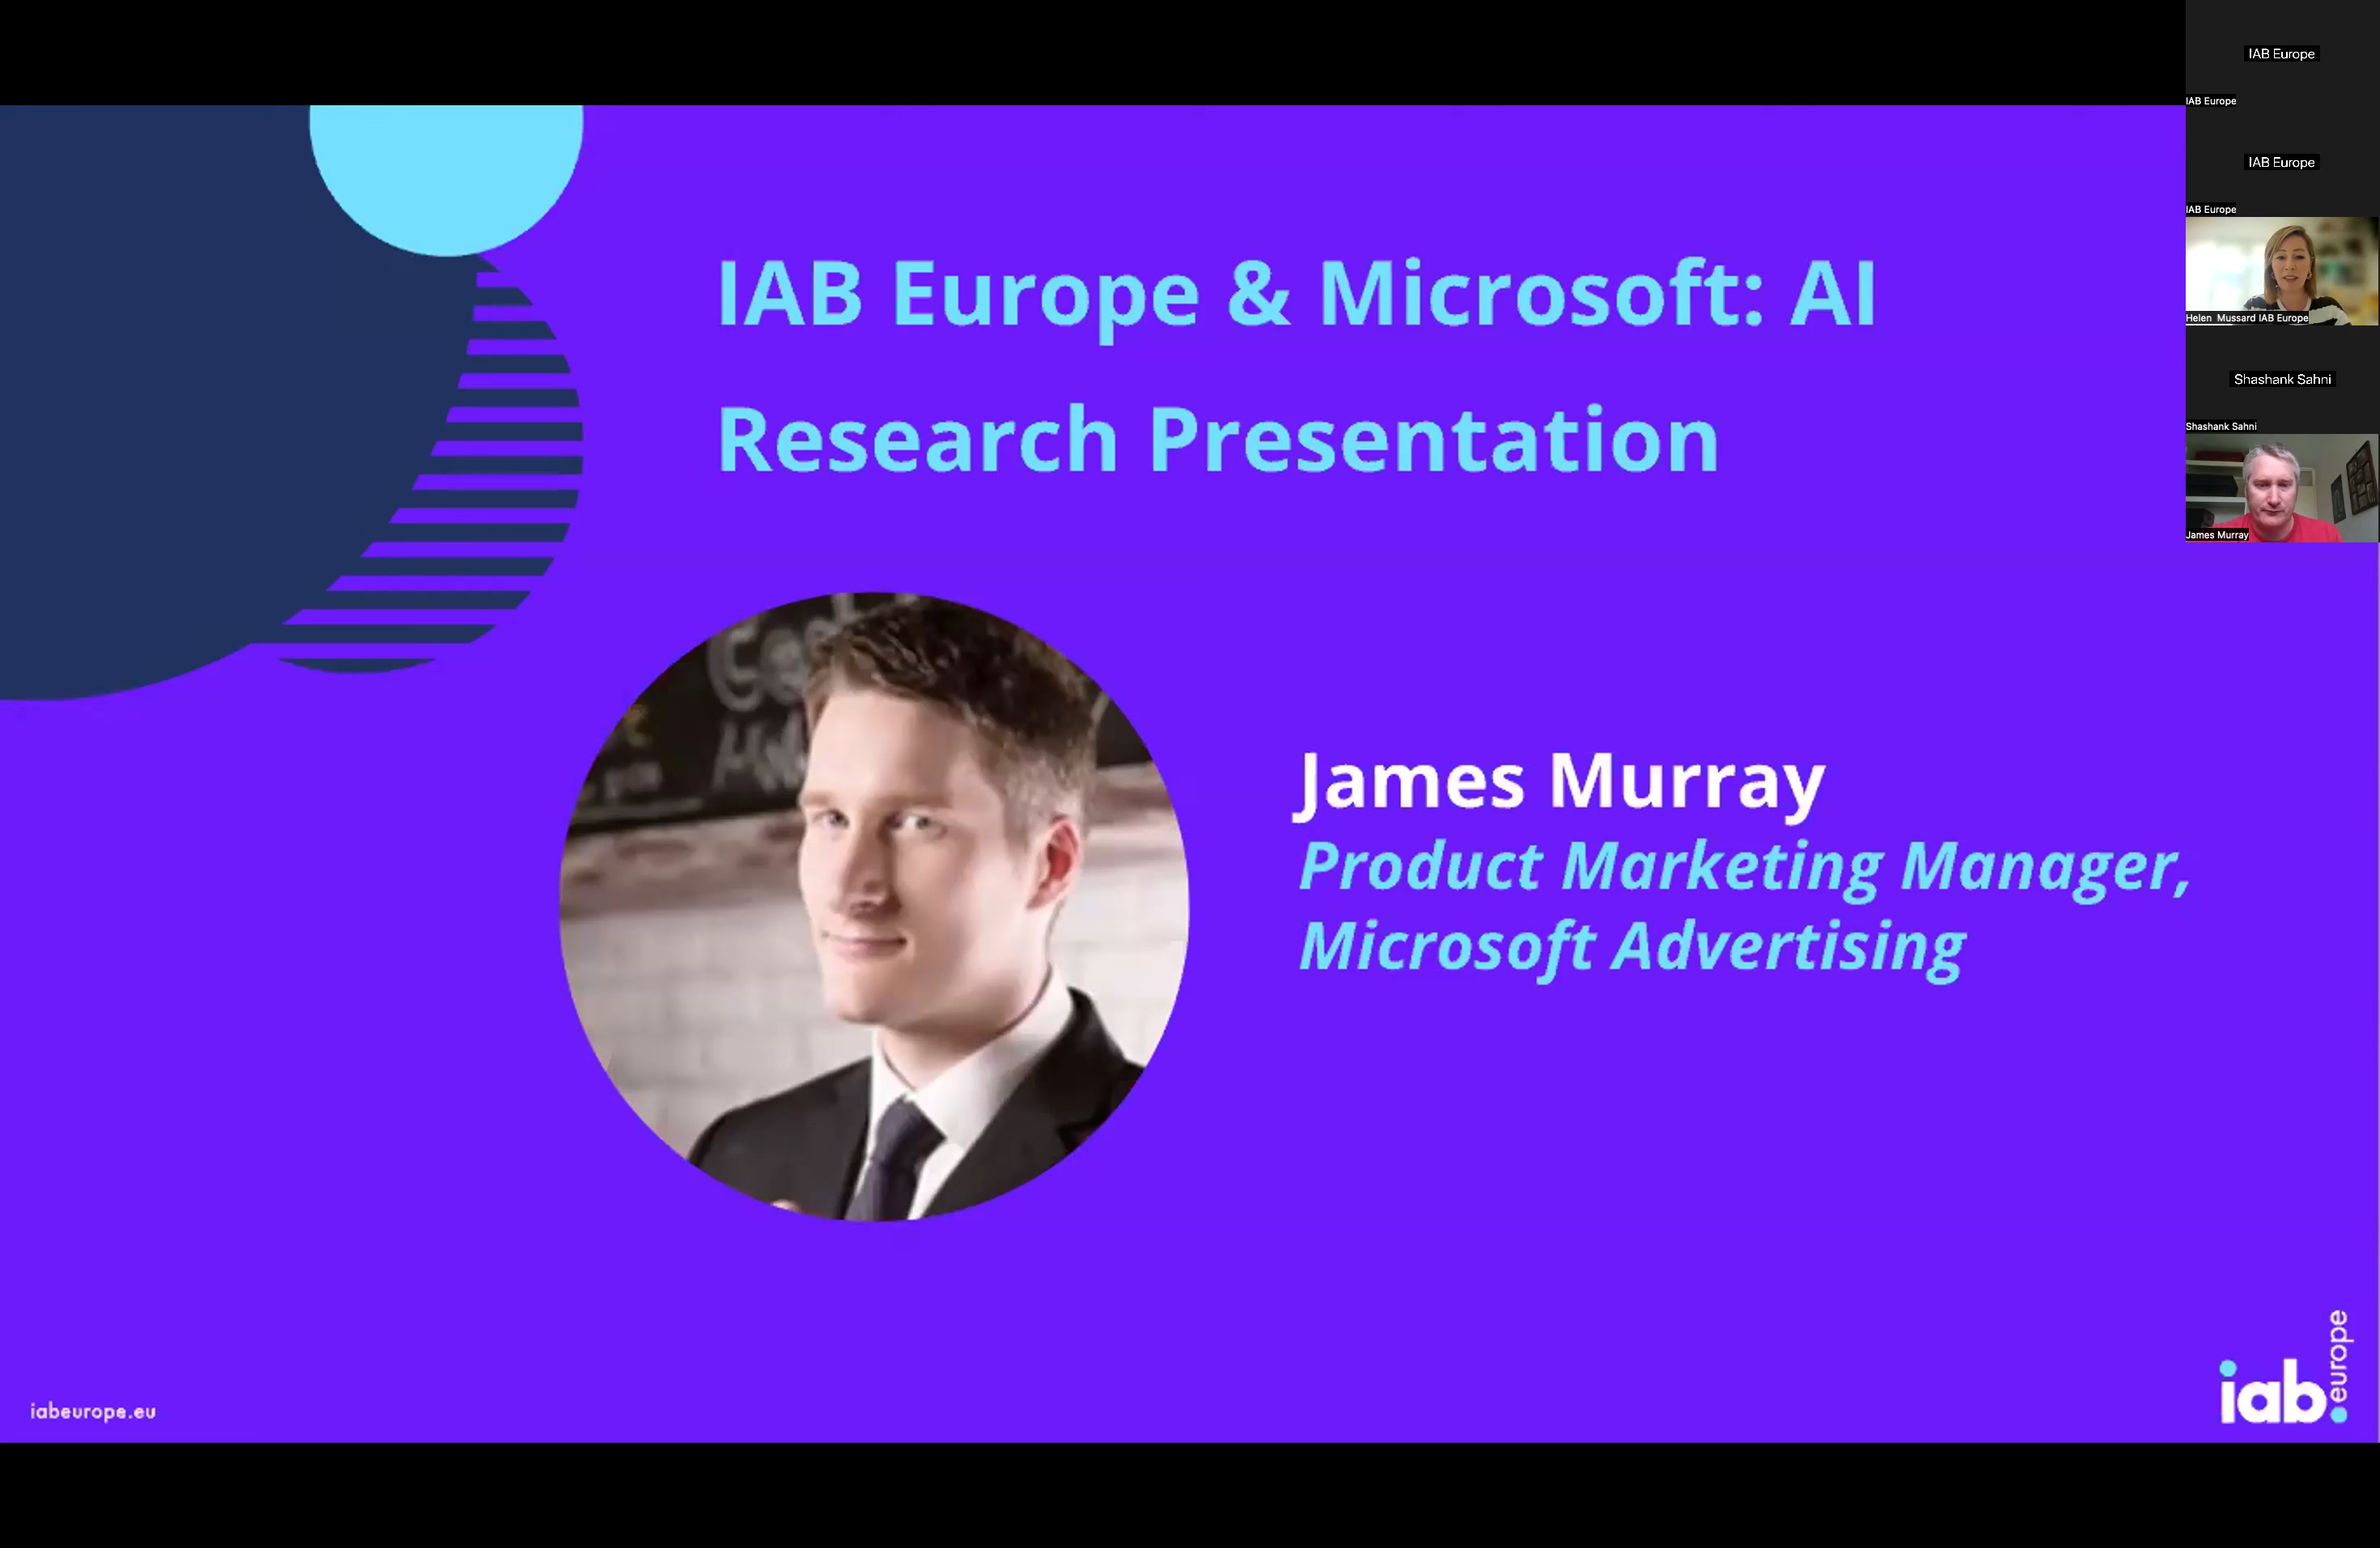 IAB Europe & Microsoft: AI
Research Presentation
James Murray
Product Marketing Manager,
Microsoft Advertising
iabeurope.eu
iab
europe
IAB Europe
IAB Europe
IAB Europe
IAB Europe
Helen Mussard IAB Europe
Shashank Sahni
Shashank Sahni
James Murray